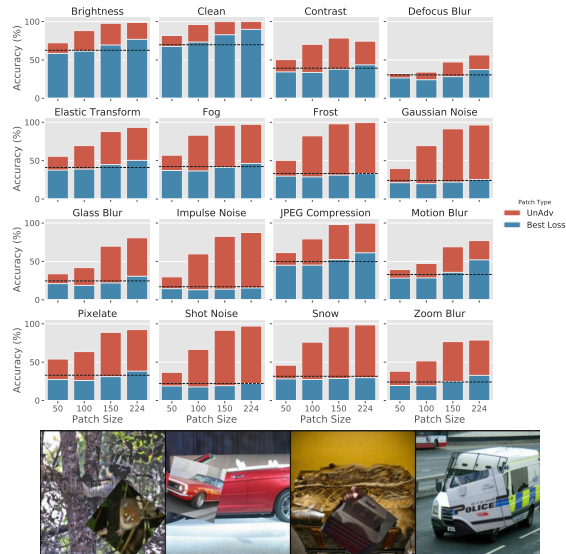 Brightness Clean Contrast Defocus Blur
100
50
0
Accuracy (%)
Elastic Transform Fog Frost Gaussian Noise
100
50
0
Accuracy (%)
Patch Type
UnAdv
Best Loss
Glass Blur Impulse Noise JPEG Compression Motion Blur
100
50
0
Accuracy (%)
Pixelate Shot Noise Snow Zoom Blur
100
50
0
Accuracy (%)
50 100 150 224 50 100 150 224 50 100 150 224 50 100 150 224
Patch Size Patch Size Patch Size Patch Size
POLICE